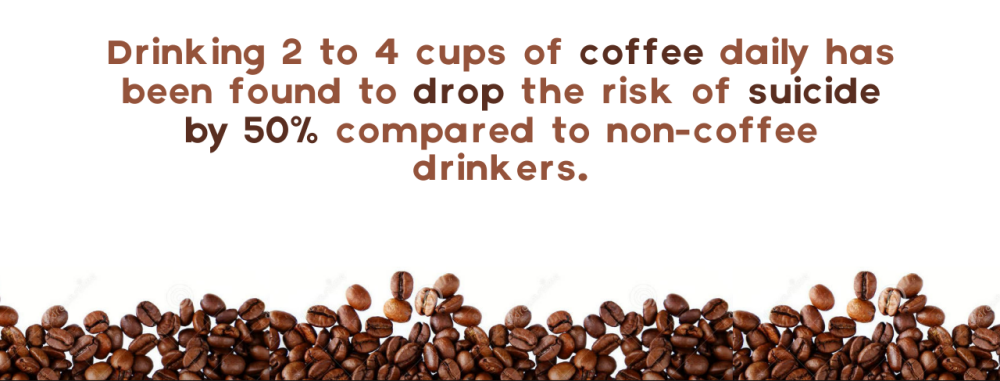 Drinking 2 to 4 cups of coffee daily has
been found to drop the risk of suicide
by 50% compared to non-coffee
drinkers.